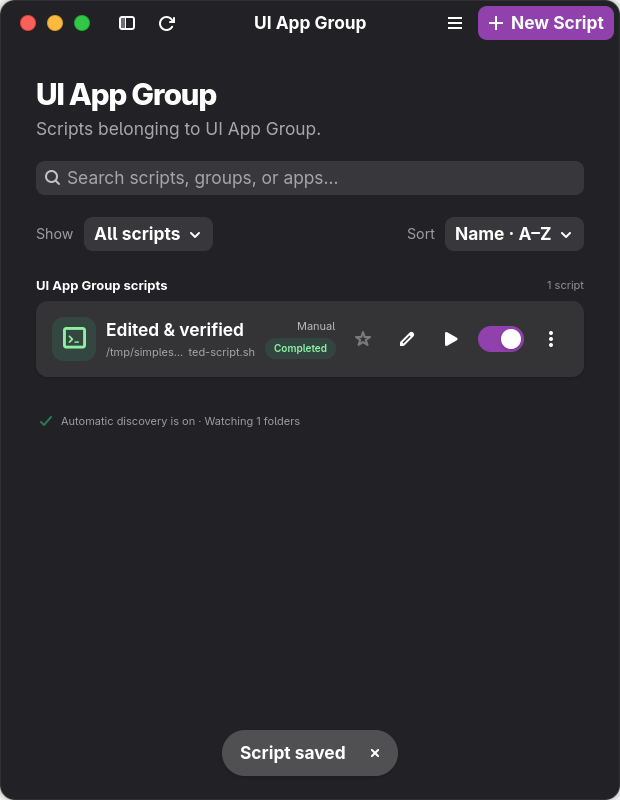 UI App Group
New Script
UI App Group
Scripts belonging to UI App Group.
Search scripts, groups, or apps...
Show
All scripts
Sort
Name · A–Z
UI App Group scripts
1 script
Edited & verified
/tmp/simples... ted-script.sh
Manual
Completed
Automatic discovery is on · Watching 1 folders
Script saved